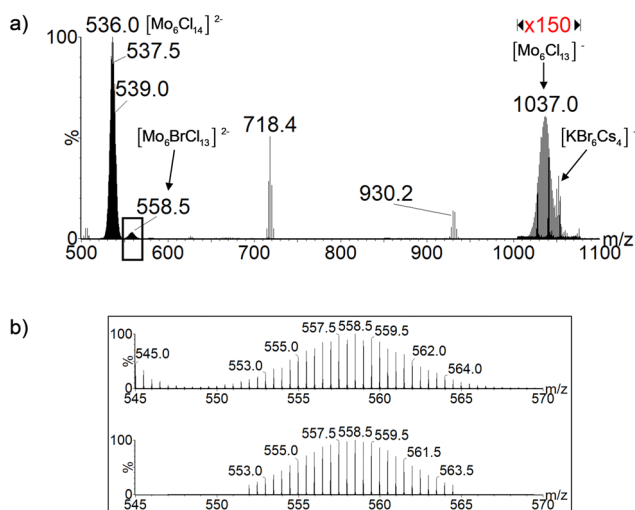 a)
536.0 [Mo6Cl14] 2-
x150
100
537.5
[Mo6Cl13] -
539.0
1037.0
%
[Mo6BrCl13] 2-
718.4
[KBr6Cs4] -
558.5
930.2
0
500 600 700 800 900 1000 1100 m/z
b)
100
557.5 558.5 559.5
555.0
562.0
%
545.0
553.0
564.0
0
545 550 555 560 565 570 m/z
100
557.5 558.5 559.5
555.0
561.5
%
553.0
563.5
0
545 550 555 560 565 570 m/z